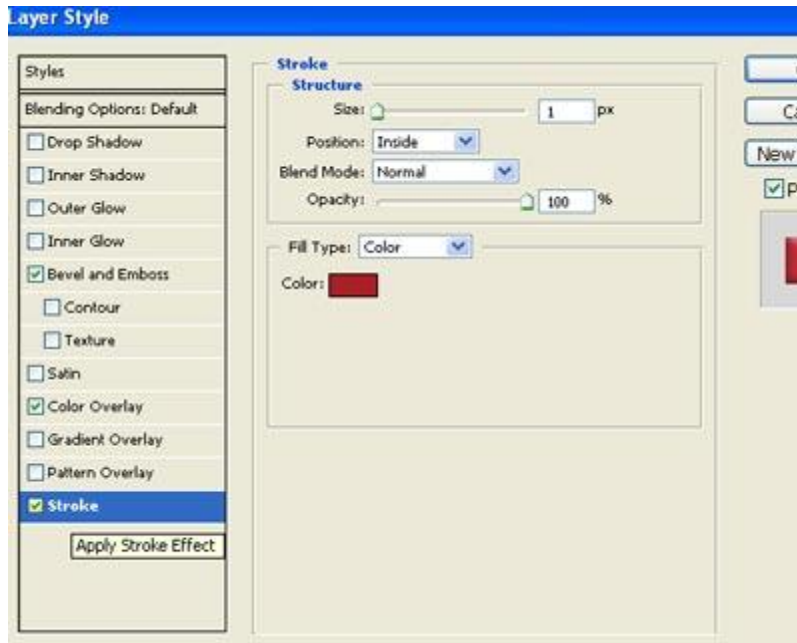 Layer Style
Styles
Blending Options: Default
Drop Shadow
Inner Shadow
Outer Glow
Inner Glow
Bevel and Emboss
Contour
Texture
Satin
Color Overlay
Gradient Overlay
Pattern Overlay
Stroke
Apply Stroke Effect
Stroke
Structure
Size: 1 px
Position: Inside
Blend Mode: Normal
Opacity: 100 %
Fill Type: Color
Color:
Ca
New
P